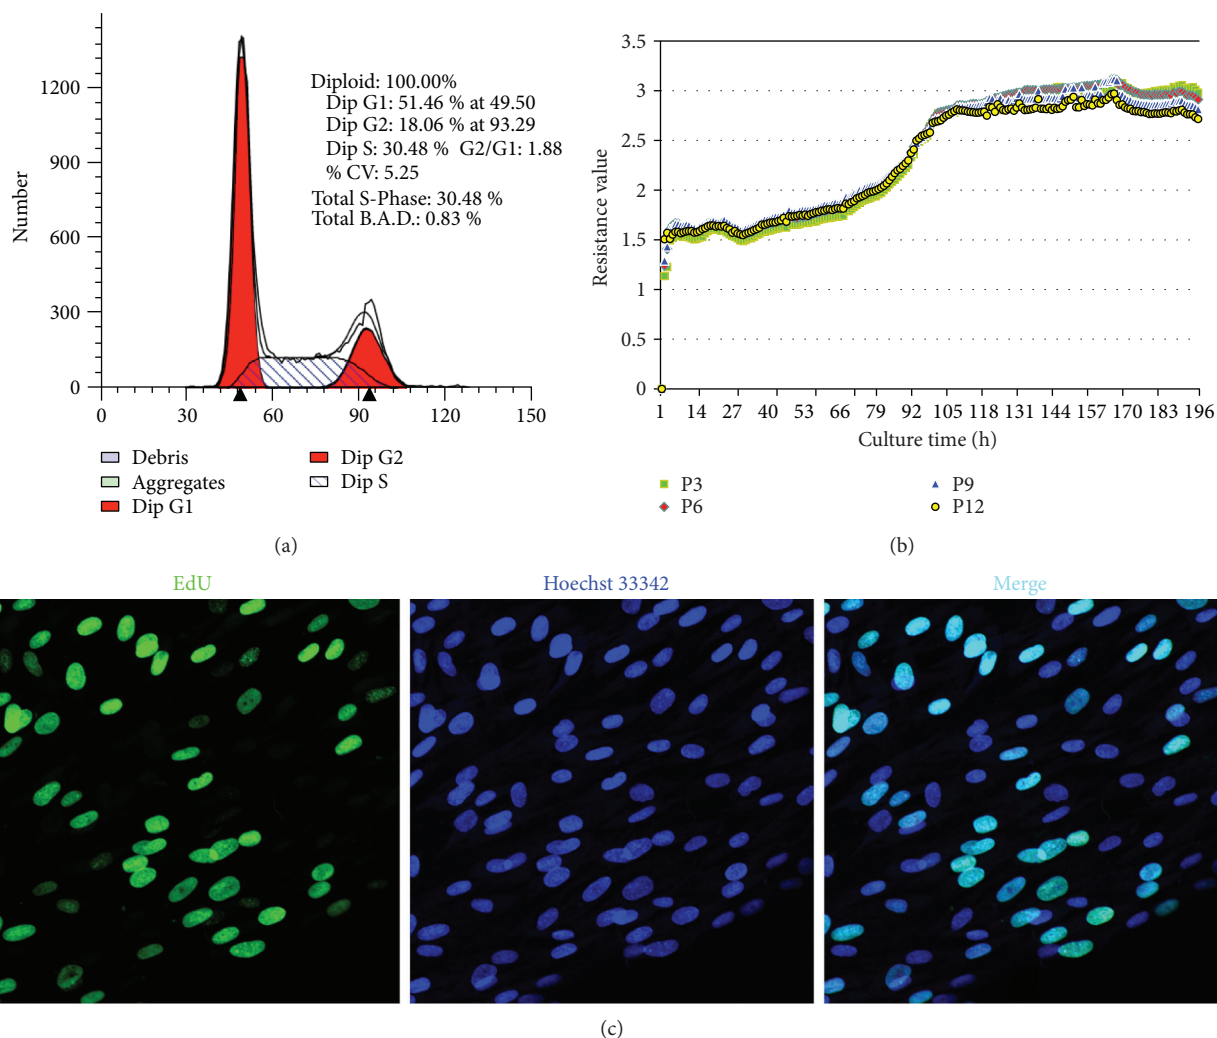 Number
1200
900
600
300
0
0 30 60 90 120 150
Diploid: 100.00%
Dip G1: 51.46 % at 49.50
Dip G2: 18.06 % at 93.29
Dip S: 30.48 % G2/G1: 1.88
% CV: 5.25
Total S-Phase: 30.48 %
Total B.A.D.: 0.83 %
Debris
Aggregates
Dip G1
Dip G2
Dip S
(a)
Resistance value
3.5
3
2.5
2
1.5
1
0.5
0
1 14 27 40 53 66 79 92 105 118 131 144 157 170 183 196
Culture time (h)
P3
P6
P9
P12
(b)
EdU
Hoechst 33342
Merge
(c)